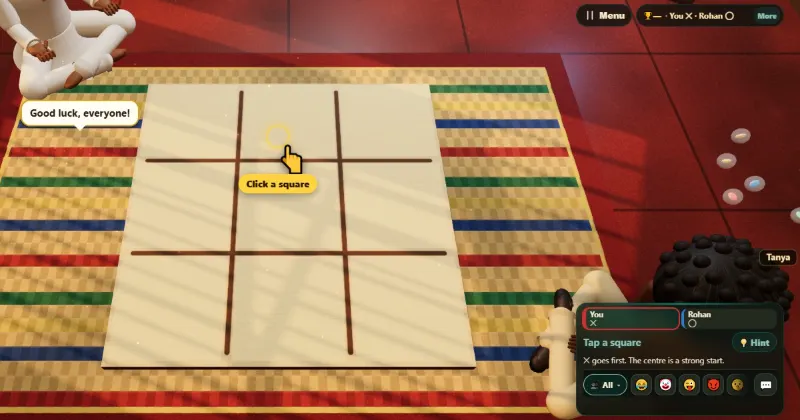 Menu
— · You X · Rohan O
More
Good luck, everyone!
Click a square
Tanya
You
X
Rohan
O
Tap a square
Hint
X goes first. The centre is a strong start.
All